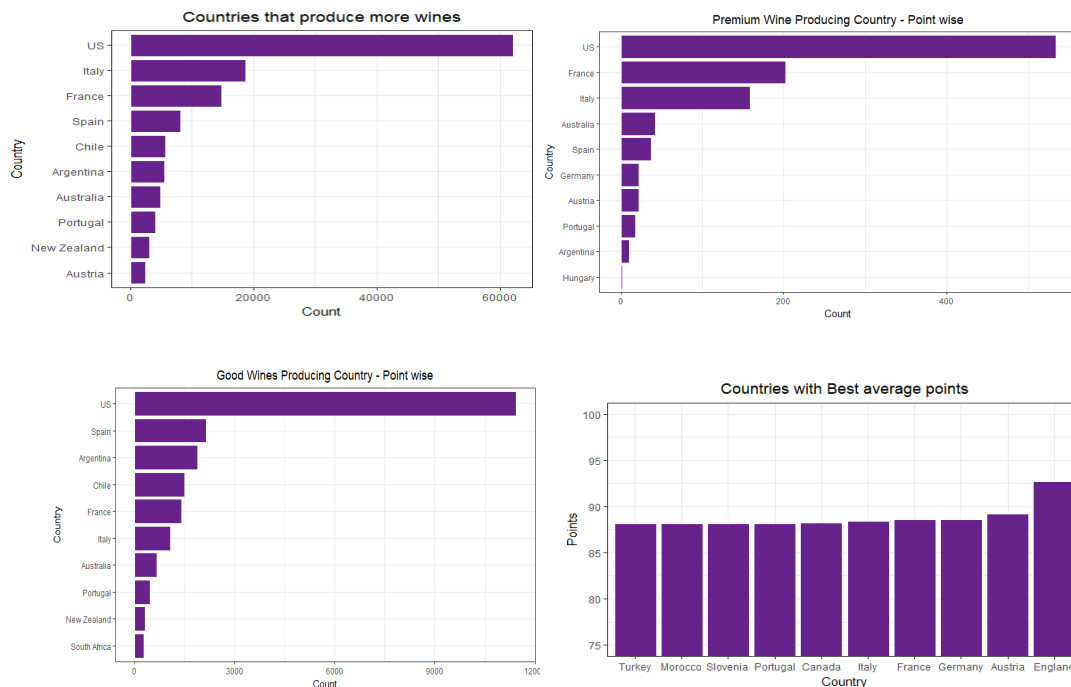 Countries that produce more wines
Country
US
Italy
France
Spain
Chile
Argentina
Australia
Portugal
New Zealand
Austria
0 20000 40000 60000
Count
Premium Wine Producing Country - Point wise
Country
US
France
Italy
Australia
Spain
Germany
Austria
Portugal
Argentina
Hungary
0 200 400
Count
Good Wines Producing Country - Point wise
Country
US
Spain
Argentina
Chile
France
Italy
Australia
Portugal
New Zealand
South Africa
0 3000 6000 9000 1200
Count
Countries with Best average points
Points
100
95
90
85
80
75
Turkey Morocco Slovenia Portugal Canada Italy France Germany Austria England
Country